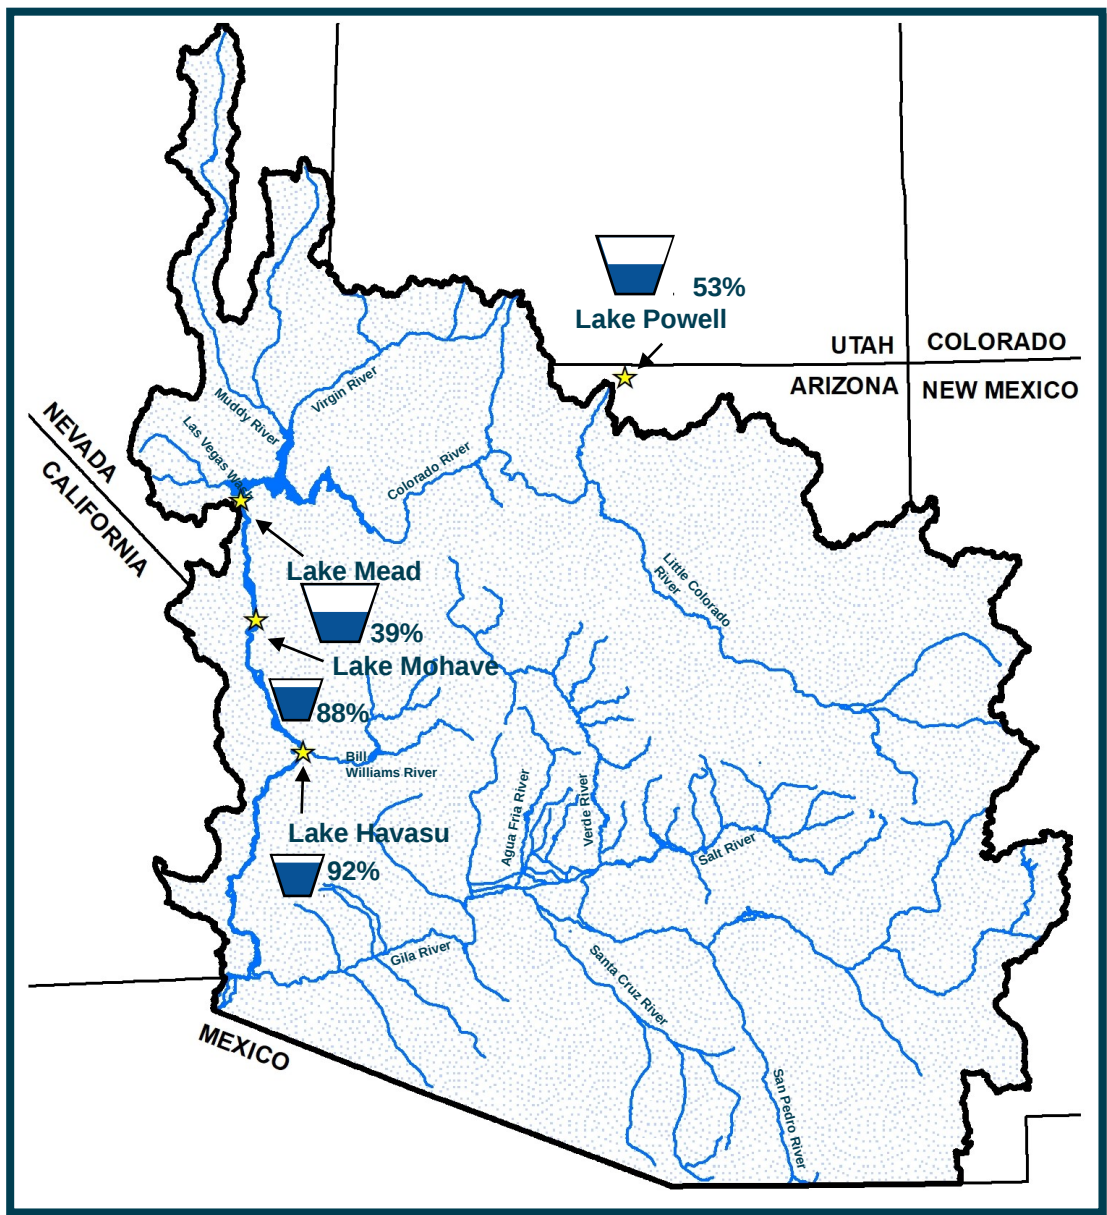 53%
Lake Powell
UTAH
COLORADO
ARIZONA
NEW MEXICO
NEVADA
CALIFORNIA
Muddy River
Virgin River
Las Vegas Wash
Colorado River
Lake Mead
39%
Little Colorado
River
Lake Mohave
88%
Bill
Williams River
Agua Fria River
Verde River
Lake Havasu
92%
Salt River
Gila River
Santa Cruz River
MEXICO
San Pedro River